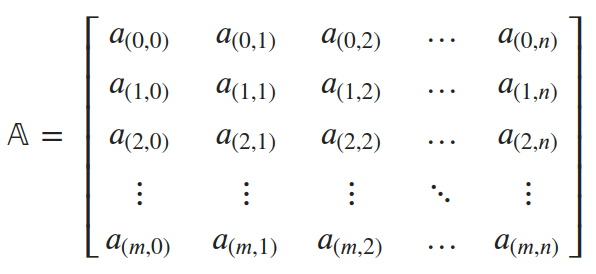 a(0,0) a(0,1) a(0,2) … a(0,n)
a(1,0) a(1,1) a(1,2) … a(1,n)
𝔸 = a(2,0) a(2,1) a(2,2) … a(2,n)
⋮ ⋮ ⋮ ⋱ ⋮
a(m,0) a(m,1) a(m,2) … a(m,n)